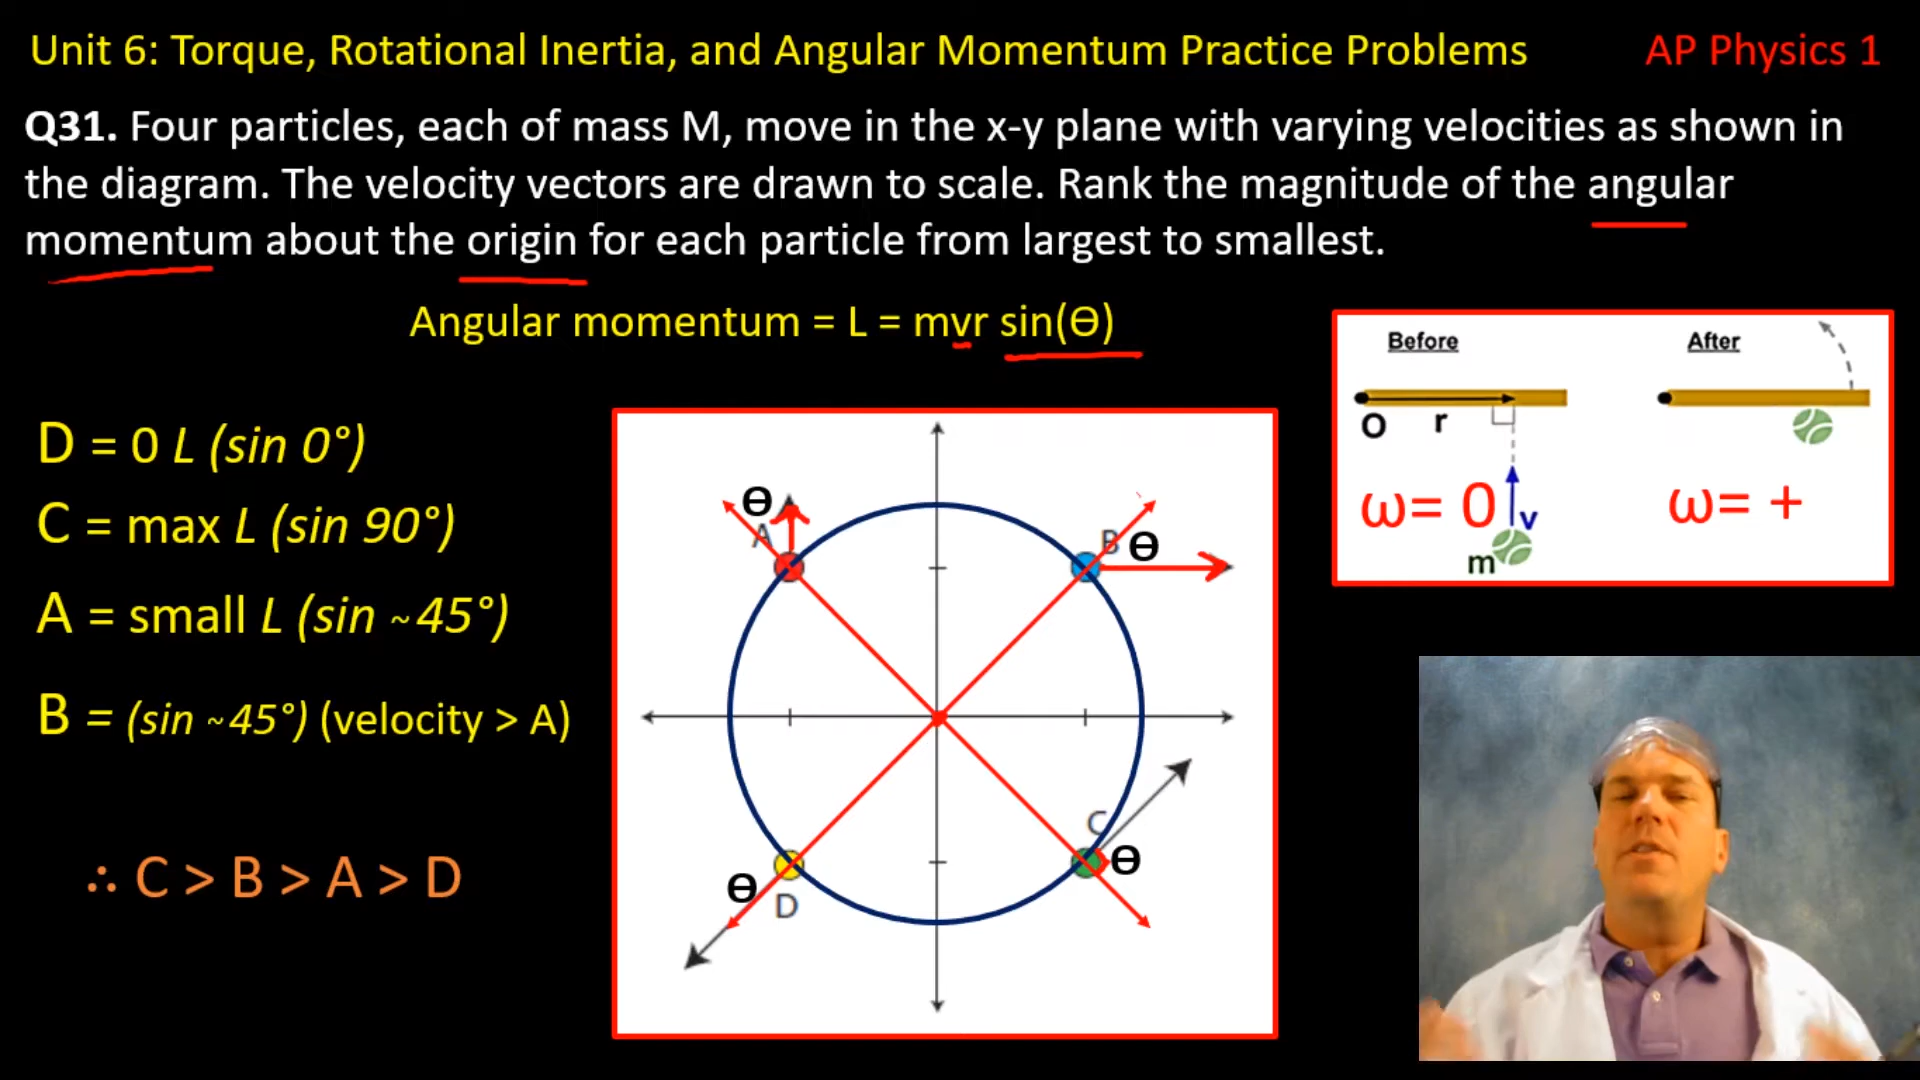 Unit 6: Torque, Rotational Inertia, and Angular Momentum Practice Problems
AP Physics 1
Q31. Four particles, each of mass M, move in the x-y plane with varying velocities as shown in
the diagram. The velocity vectors are drawn to scale. Rank the magnitude of the angular
momentum about the origin for each particle from largest to smallest.
Angular momentum = L = mvr sin(Ɵ)
D = 0 L (sin 0°)
C = max L (sin 90°)
A = small L (sin ~45°)
B = (sin ~45°) (velocity > A)
∴ C > B > A > D
Ɵ
A
B
Ɵ
C
Ɵ
Ɵ
D
Before
After
O
r
ω= 0
v
m
ω= +